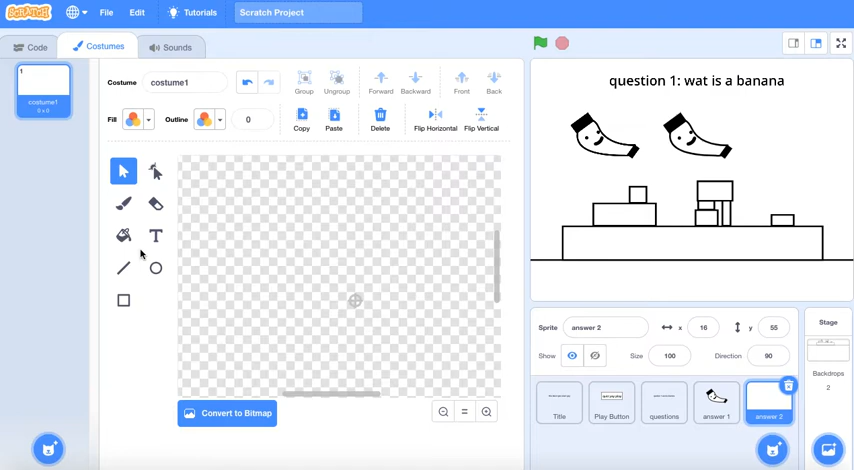 SCRATCH File Edit Tutorials Scratch Project
Code Costumes Sounds
1
costume1
0 x 0
Costume costume1 Group Ungroup Forward Backward Front Back
Fill Outline 0 Copy Paste Delete Flip Horizontal Flip Vertical
T
Convert to Bitmap
question 1: wat is a banana
Sprite answer 2 x 16 y 55
Show Size 100 Direction 90
Title Play Button questions answer 1 answer 2
Stage
Backdrops
2